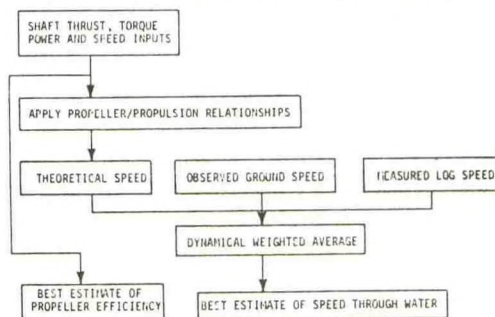 SHAFT THRUST, TORQUE
POWER AND SPEED INPUTS
APPLY PROPELLER/PROPULSION RELATIONSHIPS
THEORETICAL SPEED
OBSERVED GROUND SPEED
MEASURED LOG SPEED
DYNAMICAL WEIGHTED AVERAGE
BEST ESTIMATE OF
PROPELLER EFFICIENCY
BEST ESTIMATE OF SPEED THROUGH WATER